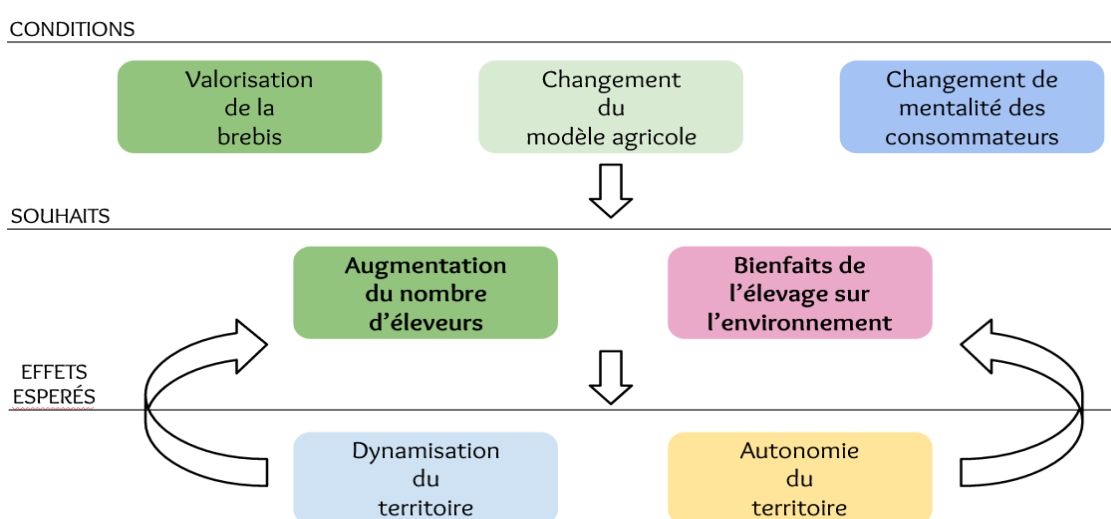 CONDITIONS
Valorisation
de la
brebis
Changement
du
modèle agricole
Changement de
mentalité des
consommateurs
SOUHAITS
Augmentation
du nombre
d'éleveurs
Bienfaits de
l'élevage sur
l'environnement
EFFETS
ESPERÉS
Dynamisation
du
territoire
Autonomie
du
territoire